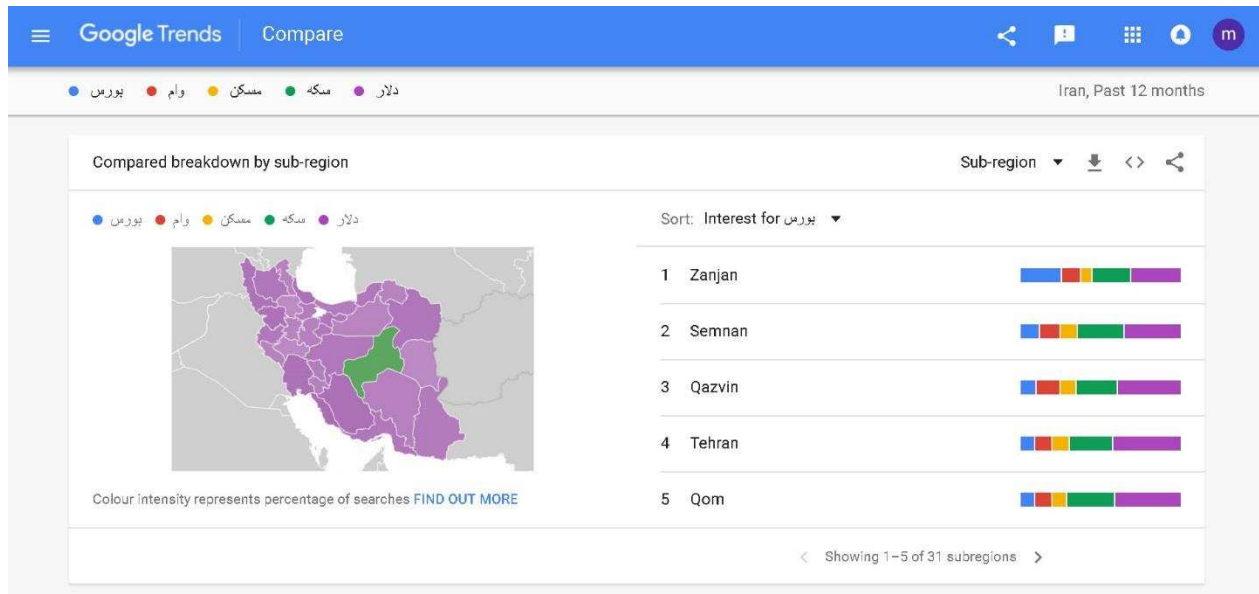 Google Trends Compare m
بورس وام مسکن سکه دلار Iran, Past 12 months
Compared breakdown by sub-region Sub-region
بورس وام مسکن سکه دلار Sort: Interest for بورس
1 Zanjan
2 Semnan
3 Qazvin
4 Tehran
5 Qom
Colour intensity represents percentage of searches FIND OUT MORE
Showing 1–5 of 31 subregions